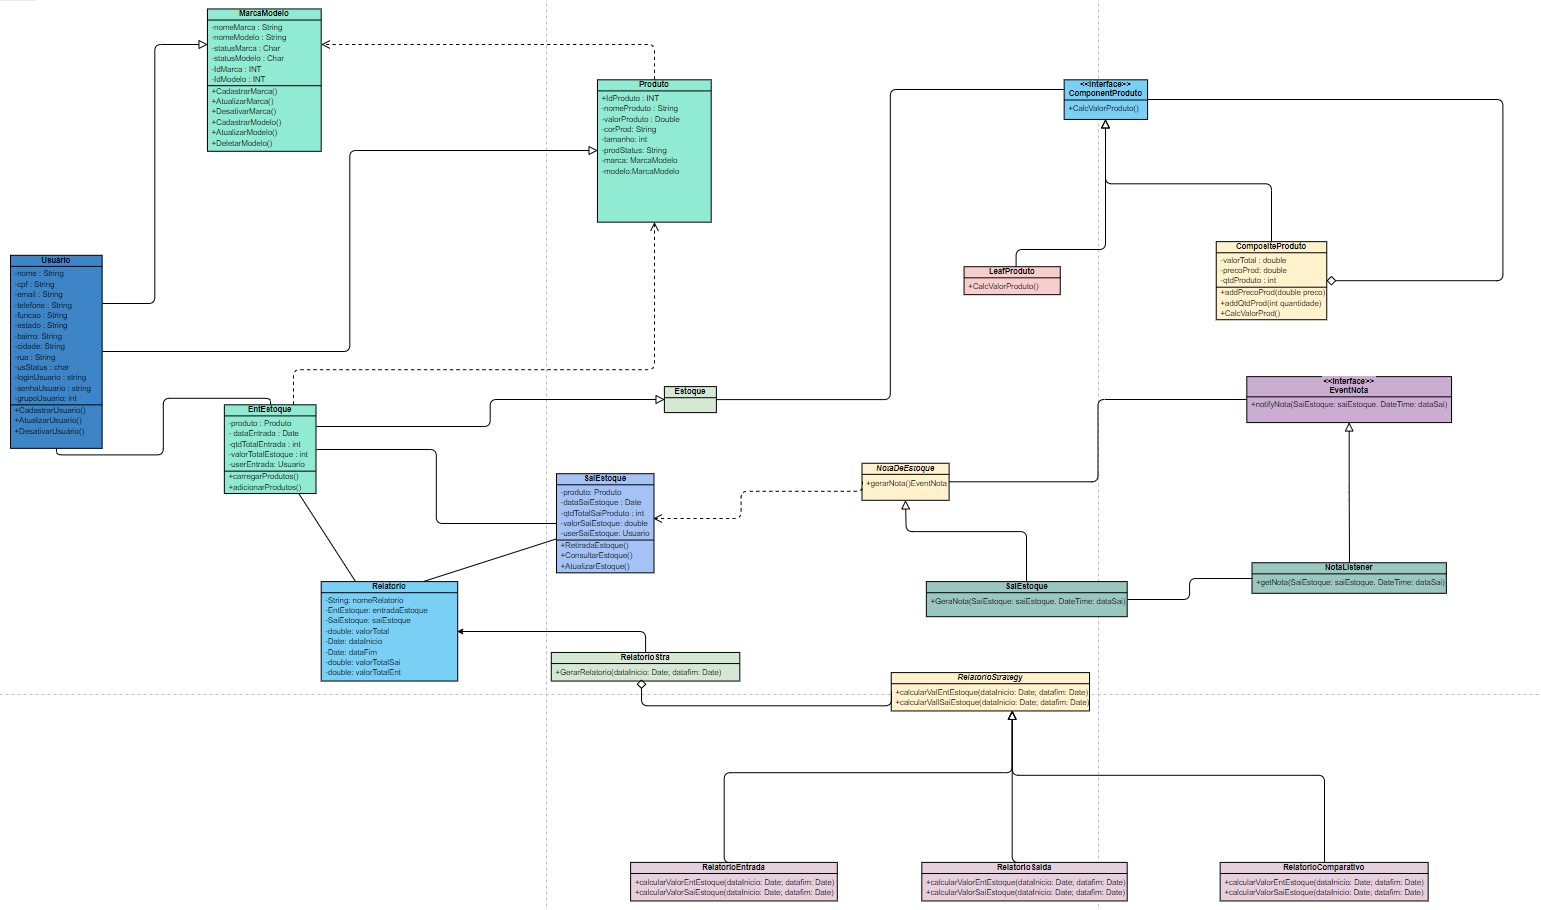 MarcaModelo
-nomeMarca : String
-nomeModelo : String
-statusMarca : Char
-statusModelo : Char
-IdMarca : INT
-IdModelo : INT
+CadastrarMarca()
+AtualizarMarca()
+DesativarMarca()
+CadastrarModelo()
+AtualizarModelo()
+DeletarModelo()
Produto
+IdProduto : INT
-nomeProduto : String
-valorProduto : Double
-corProd: String
-tamanho: int
-prodStatus: String
-marca: MarcaModelo
-modelo:MarcaModelo
<<Interface>>
ComponentProduto
+CalcValorProduto()
LeafProduto
+CalcValorProduto()
CompositeProduto
-valorTotal : double
-precoProd: double
-qtdProduto : int
+addPrecoProd(double preco)
+addQtdProd(int quantidade)
+CalcValorProd()
Usuário
-nome : String
-cpf : String
-email : String
-telefone : String
-funcao : String
-estado : String
-bairro: String
-cidade: String
-rua : String
-usStatus : char
-loginUsuario : string
-senhaUsuario : string
-grupoUsuario: int
+CadastrarUsuario()
+AtualizarUsuario()
+DesativarUsuário()
EntEstoque
-produto : Produto
- dataEntrada : Date
-qtdTotalEntrada : int
-valorTotalEstoque : int
-userEntrada: Usuario
+carregarProdutos()
+adicionarProdutos()
Estoque
SaiEstoque
-produto: Produto
-dataSaiEstoque : Date
-qtdTotalSaiProduto : int
-valorSaiEstoque: double
-userSaiEstoque: Usuario
+RetiradaEstoque()
+ConsultarEstoque()
+AtualizarEstoque()
NotaDeEstoque
+gerarNota()EventNota
<<Interface>>
EventNota
+notifyNota(SaiEstoque: saiEstoque. DateTime: dataSai)
SaiEstoque
+GeraNota(SaiEstoque: saiEstoque. DateTime: dataSai)
NotaListener
+getNota(SaiEstoque: saiEstoque. DateTime: dataSai)
Relatorio
-String: nomeRelatorio
-EntEstoque: entradaEstoque
-SaiEstoque: saiEstoque
-double: valorTotal
-Date: dataInicio
-Date: dataFim
-double: valorTotalSai
-double: valorTotalEnt
RelatorioStra
+GerarRelatorio(dataInicio: Date; datafim: Date)
RelatorioStrategy
+calcularValEntEstoque(dataInicio: Date; datafim: Date)
+calcularVallSaiEstoque(dataInicio: Date; datafim: Date)
RelatorioEntrada
+calcularValorEntEstoque(dataInicio: Date; datafim: Date)
+calcularValorSaiEstoque(dataInicio: Date; datafim: Date)
RelatorioSaida
+calcularValorEntEstoque(dataInicio: Date; datafim: Date)
+calcularValorSaiEstoque(dataInicio: Date; datafim: Date)
RelatorioComparativo
+calcularValorEntEstoque(dataInicio: Date; datafim: Date)
+calcularValorSaiEstoque(dataInicio: Date; datafim: Date)